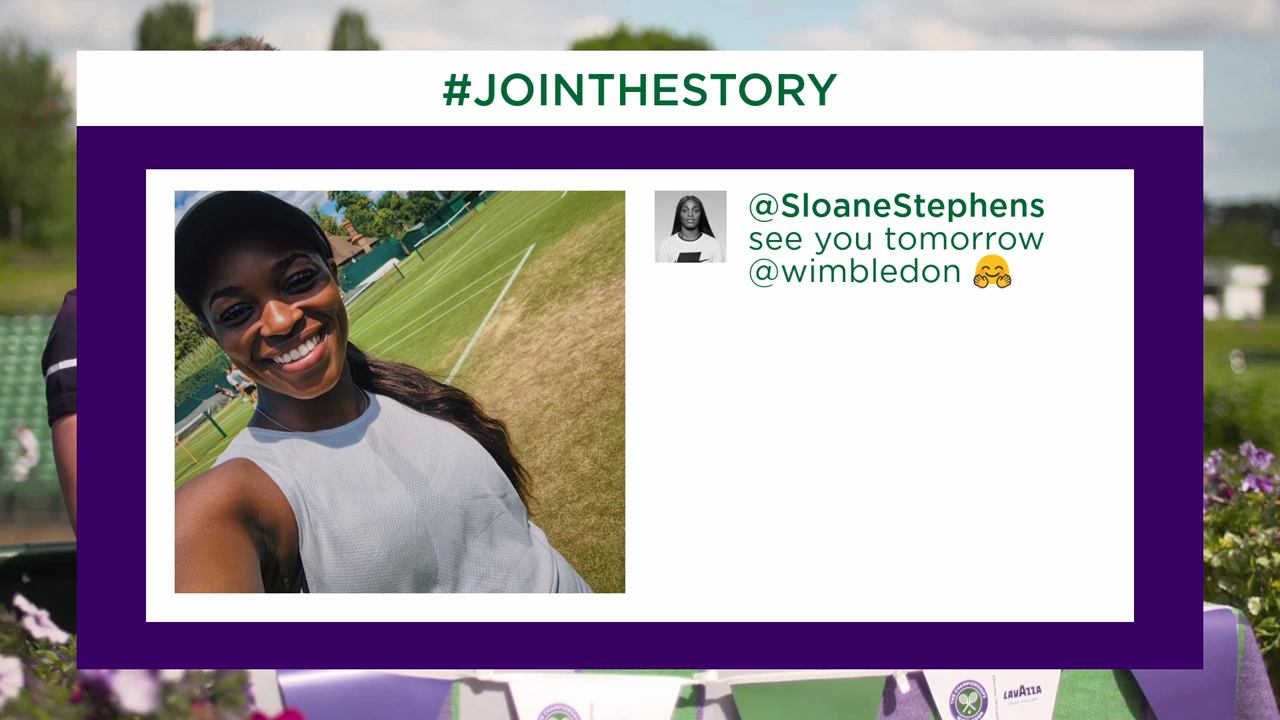 #JOINTHESTORY
@SloaneStephens
see you tomorrow
@wimbledon 🤗
LAVAZZA